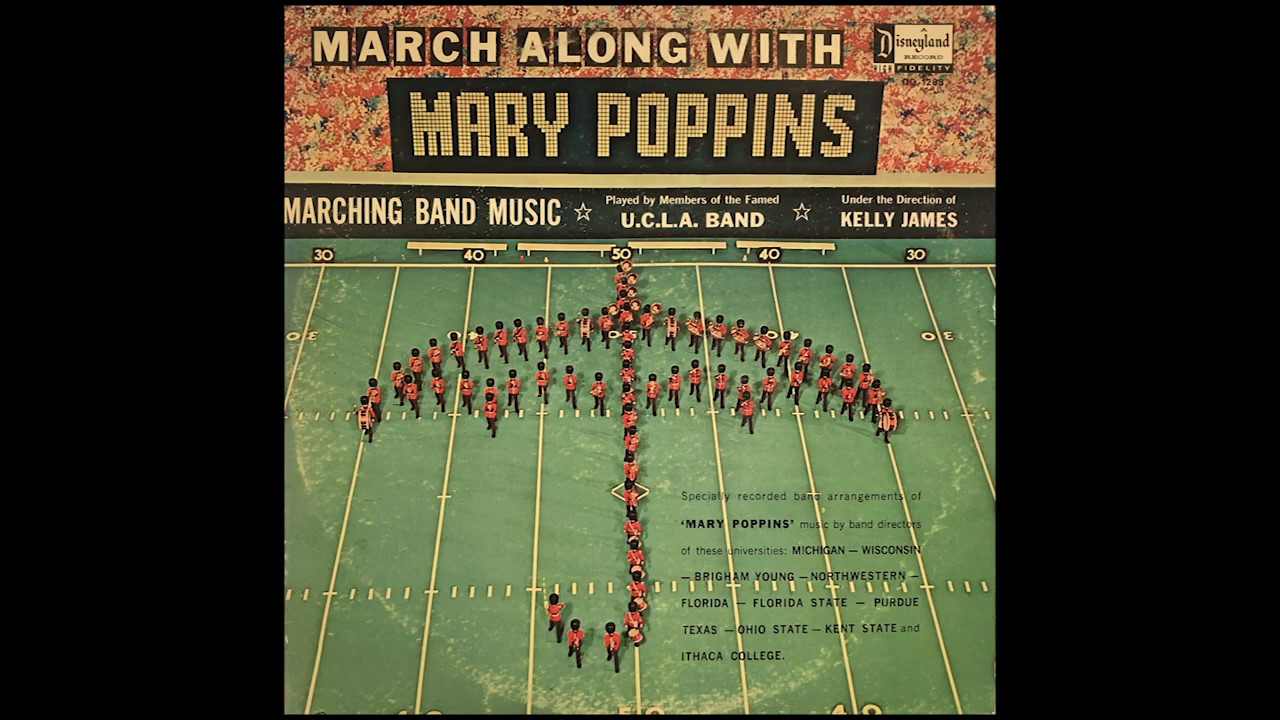 MARCH ALONG WITH
Disneyland
RECORD
HIGH FIDELITY
DQ-1288
MARY POPPINS
MARCHING BAND MUSIC ☆ Played by Members of the Famed U.C.L.A. BAND ☆ Under the Direction of KELLY JAMES
30 40 50 40 30
Specially recorded band arrangements of
'MARY POPPINS' music by band directors
of these universities: MICHIGAN — WISCONSIN
— BRIGHAM YOUNG — NORTHWESTERN —
FLORIDA — FLORIDA STATE — PURDUE
TEXAS — OHIO STATE — KENT STATE and
ITHACA COLLEGE.